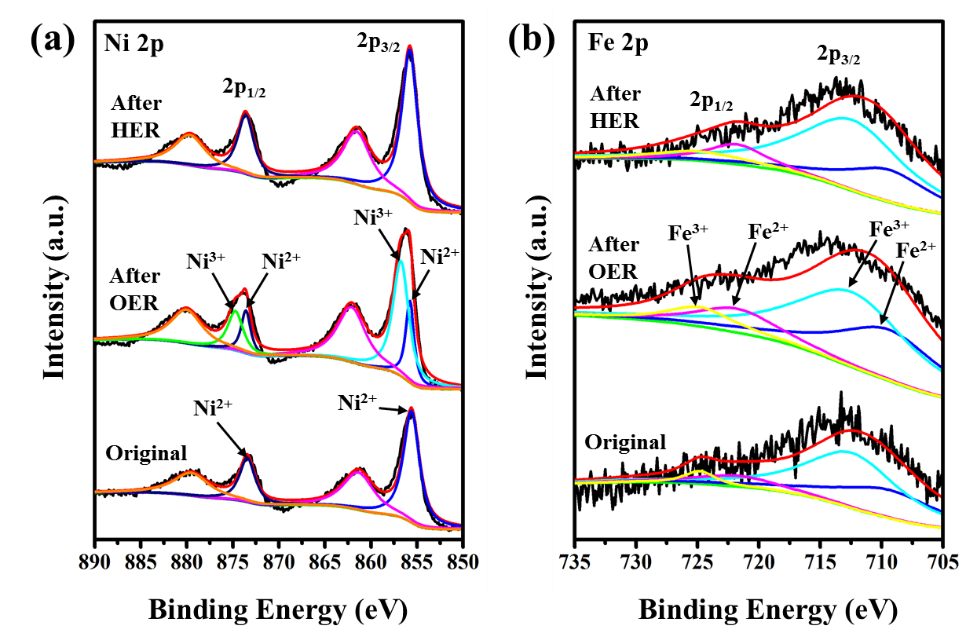 (a)
Ni 2p
2p3/2
2p1/2
After
HER
Ni3+
Ni2+
Ni3+
Ni2+
After
OER
Ni2+
Ni2+
Original
890 885 880 875 870 865 860 855 850
Binding Energy (eV)
Intensity (a.u.)
(b)
Fe 2p
2p3/2
2p1/2
After
HER
Fe3+
Fe2+
Fe3+
Fe2+
After
OER
Original
735 730 725 720 715 710 705
Binding Energy (eV)
Intensity (a.u.)